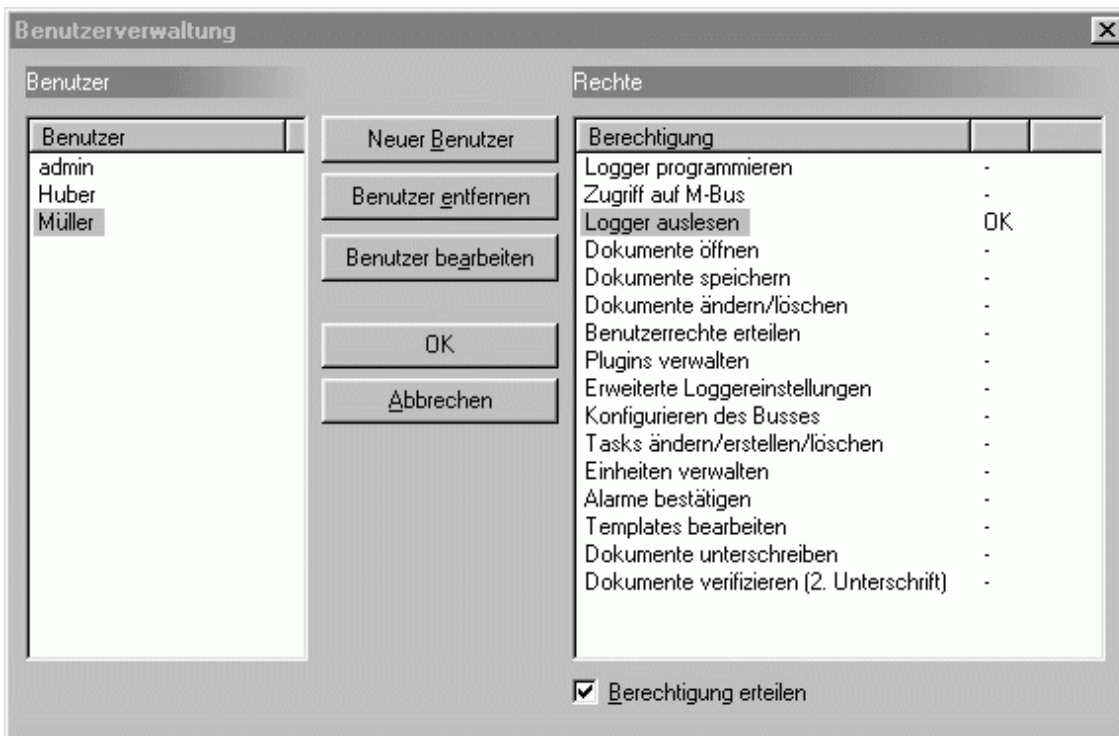 Benutzerverwaltung
Benutzer
Benutzer
admin
Huber
Müller
Neuer Benutzer
Benutzer entfernen
Benutzer bearbeiten
OK
Abbrechen
Rechte
Berechtigung
Logger programmieren -
Zugriff auf M-Bus -
Logger auslesen OK
Dokumente öffnen -
Dokumente speichern -
Dokumente ändern/löschen -
Benutzerrechte erteilen -
Plugins verwalten -
Erweiterte Loggereinstellungen -
Konfigurieren des Busses -
Tasks ändern/erstellen/löschen -
Einheiten verwalten -
Alarme bestätigen -
Templates bearbeiten -
Dokumente unterschreiben -
Dokumente verifizieren (2. Unterschrift) -
Berechtigung erteilen